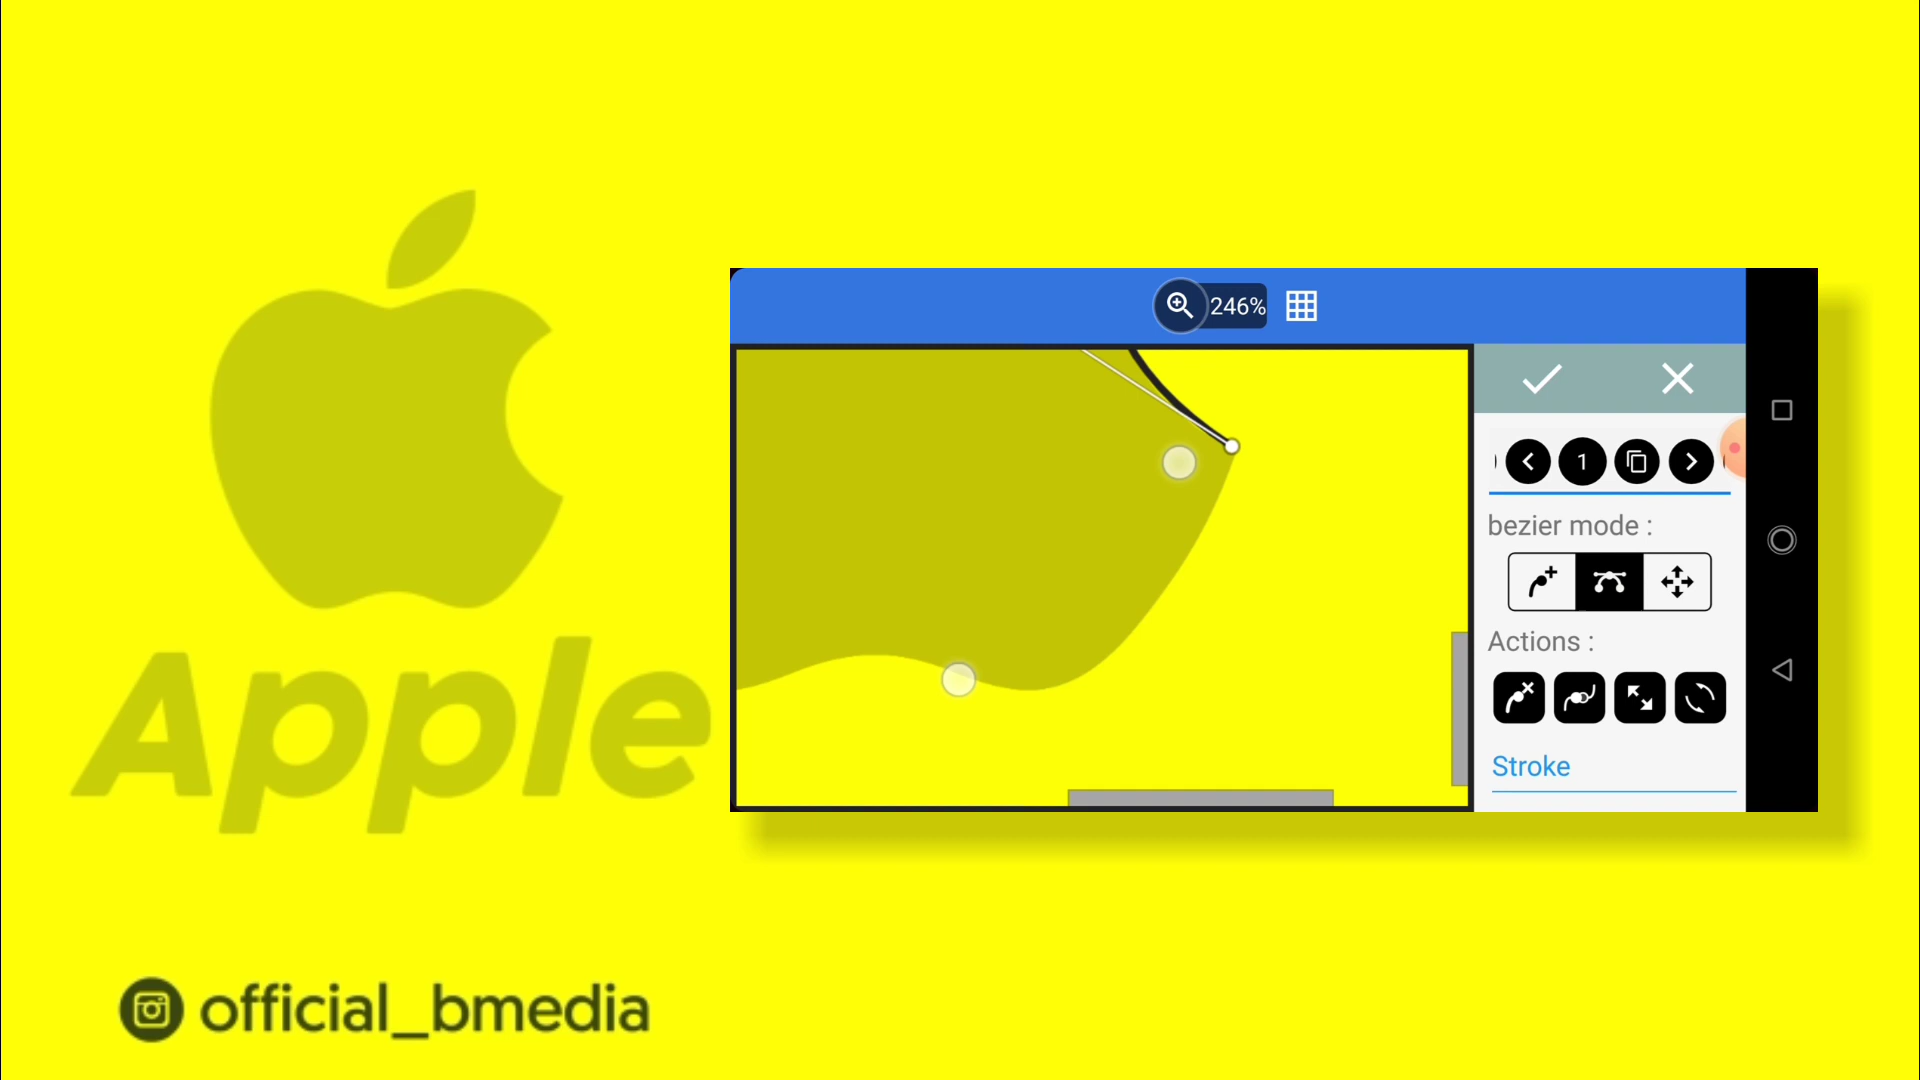 246%
1
bezier mode :
Actions :
Stroke
Apple
official_bmedia